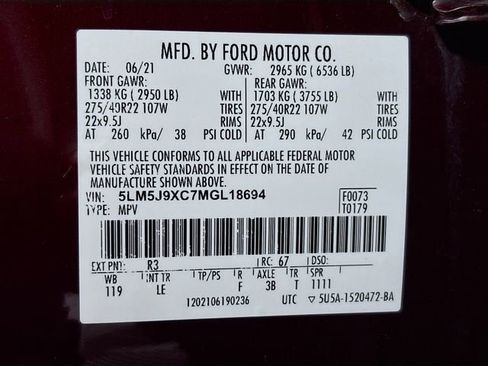 MFD. BY FORD MOTOR CO.
DATE: 06/21 GVWR: 2965 KG ( 6536 LB)
FRONT GAWR: REAR GAWR:
1338 KG ( 2950 LB) WITH 1703 KG ( 3755 LB) WITH
275/40R22 107W TIRES 275/40R22 107W TIRES
22x9.5J RIMS 22x9.5J RIMS
AT 260 kPa/ 38 PSI COLD AT 290 kPa/ 42 PSI COLD
THIS VEHICLE CONFORMS TO ALL APPLICABLE FEDERAL MOTOR
VEHICLE SAFETY STANDARDS IN EFFECT ON THE DATE OF
MANUFACTURE SHOWN ABOVE.
VIN: 5LM5J9XC7MGL18694 F0073
TYPE: MPV T0179
EXT PNT: R3 RC: 67 DSO:
WB INT TR TP/PS R AXLE TR SPR
119 LE F 3B T 1111
1202106190236 UTC ▽ 5U5A-1520472-BA